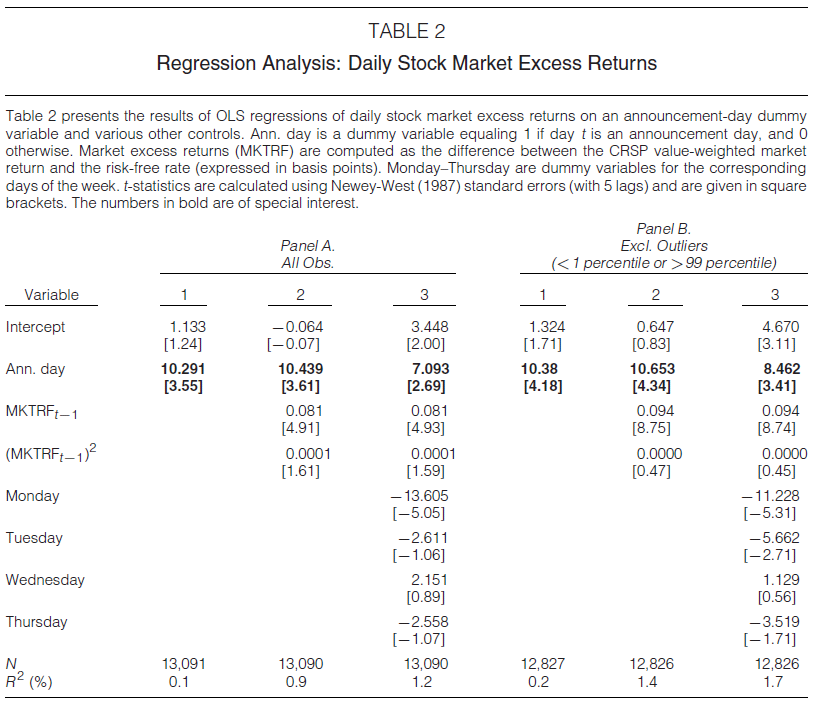 TABLE 2
Regression Analysis: Daily Stock Market Excess Returns
Table 2 presents the results of OLS regressions of daily stock market excess returns on an announcement-day dummy
variable and various other controls. Ann. day is a dummy variable equaling 1 if day t is an announcement day, and 0
otherwise. Market excess returns (MKTRF) are computed as the difference between the CRSP value-weighted market
return and the risk-free rate (expressed in basis points). Monday–Thursday are dummy variables for the corresponding
days of the week. t-statistics are calculated using Newey-West (1987) standard errors (with 5 lags) and are given in square
brackets. The numbers in bold are of special interest.
Panel B.
Panel A. Excl. Outliers
All Obs. (< 1 percentile or > 99 percentile)
Variable 1 2 3 1 2 3
Intercept 1.133 −0.064 3.448 1.324 0.647 4.670
[1.24] [−0.07] [2.00] [1.71] [0.83] [3.11]
Ann. day 10.291 10.439 7.093 10.38 10.653 8.462
[3.55] [3.61] [2.69] [4.18] [4.34] [3.41]
MKTRFt−1 0.081 0.081 0.094 0.094
[4.91] [4.93] [8.75] [8.74]
(MKTRFt−1)² 0.0001 0.0001 0.0000 0.0000
[1.61] [1.59] [0.47] [0.45]
Monday −13.605 −11.228
[−5.05] [−5.31]
Tuesday −2.611 −5.662
[−1.06] [−2.71]
Wednesday 2.151 1.129
[0.89] [0.56]
Thursday −2.558 −3.519
[−1.07] [−1.71]
N 13,091 13,090 13,090 12,827 12,826 12,826
R² (%) 0.1 0.9 1.2 0.2 1.4 1.7